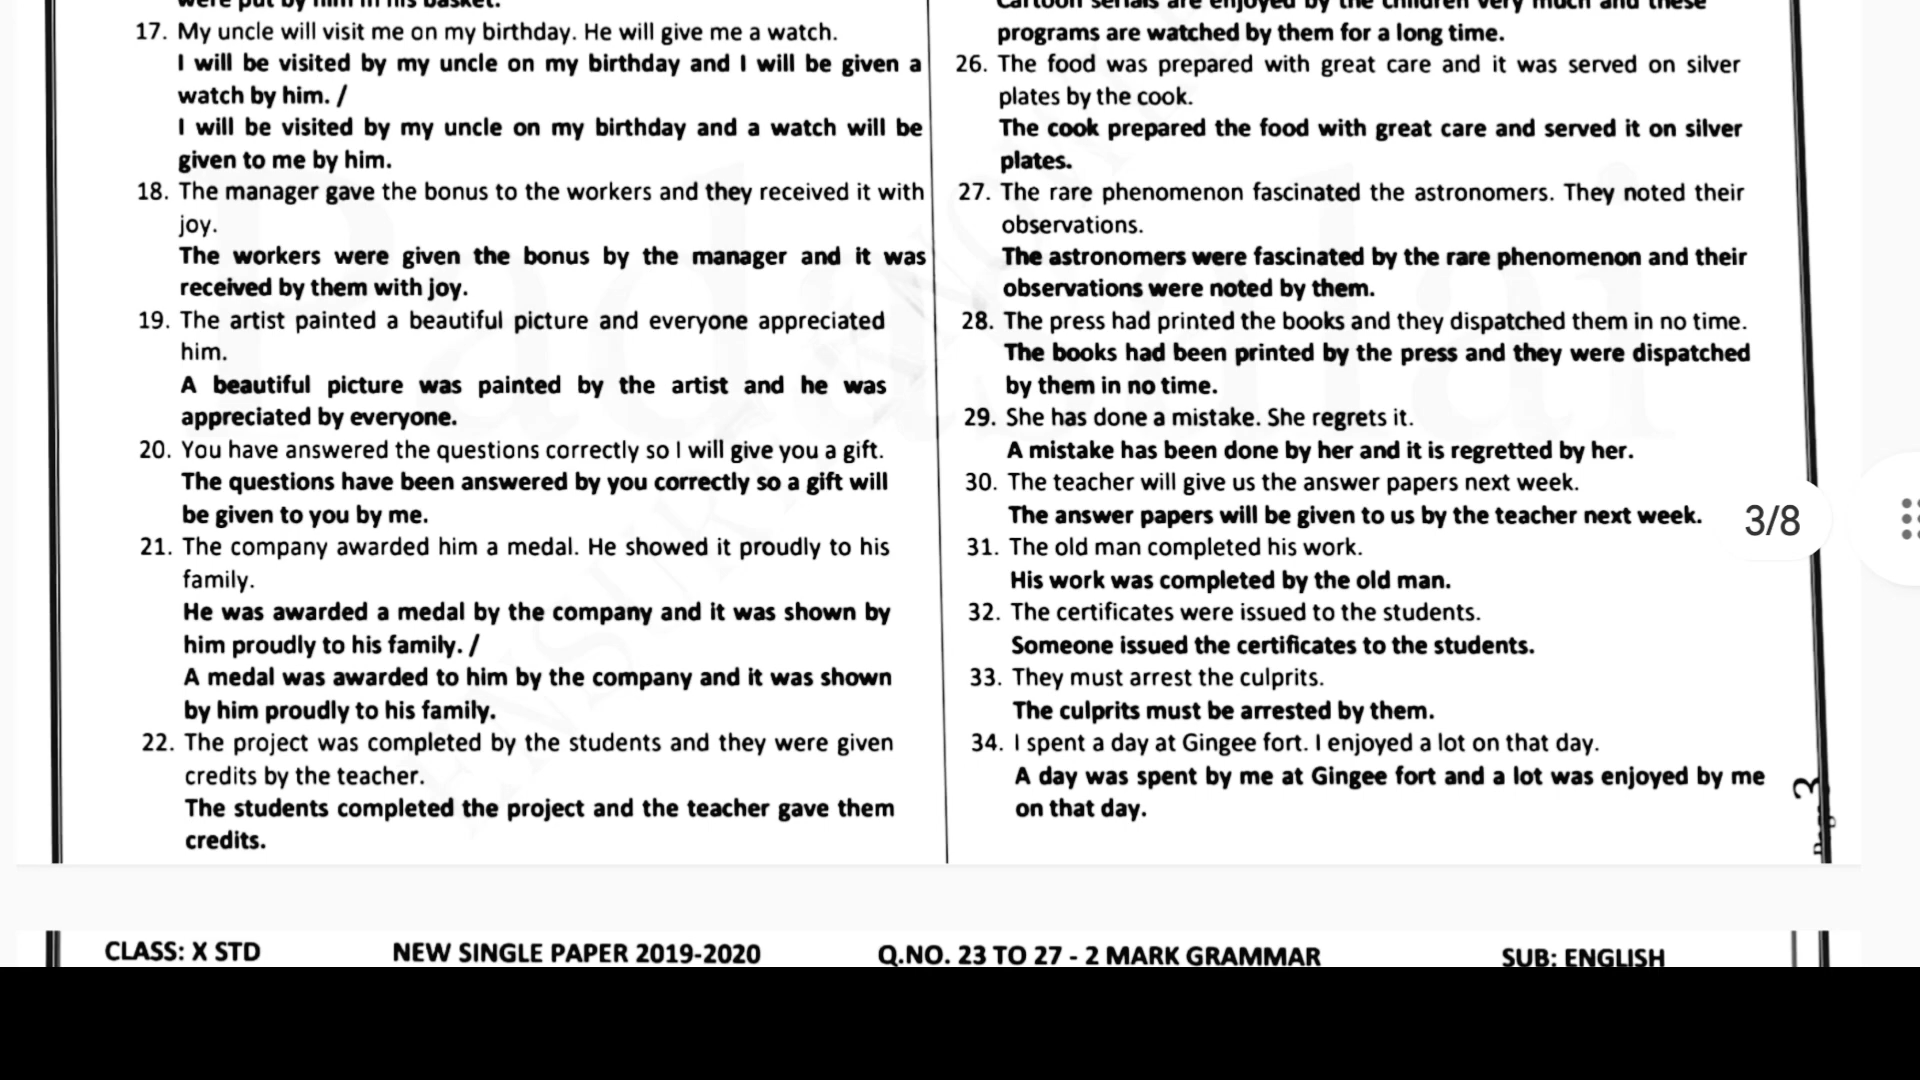 were put by him in his basket.
17. My uncle will visit me on my birthday. He will give me a watch.
I will be visited by my uncle on my birthday and I will be given a
watch by him. /
I will be visited by my uncle on my birthday and a watch will be
given to me by him.
18. The manager gave the bonus to the workers and they received it with
joy.
The workers were given the bonus by the manager and it was
received by them with joy.
19. The artist painted a beautiful picture and everyone appreciated
him.
A beautiful picture was painted by the artist and he was
appreciated by everyone.
20. You have answered the questions correctly so I will give you a gift.
The questions have been answered by you correctly so a gift will
be given to you by me.
21. The company awarded him a medal. He showed it proudly to his
family.
He was awarded a medal by the company and it was shown by
him proudly to his family. /
A medal was awarded to him by the company and it was shown
by him proudly to his family.
22. The project was completed by the students and they were given
credits by the teacher.
The students completed the project and the teacher gave them
credits.
Cartoon serials are enjoyed by the children very much and these
programs are watched by them for a long time.
26. The food was prepared with great care and it was served on silver
plates by the cook.
The cook prepared the food with great care and served it on silver
plates.
27. The rare phenomenon fascinated the astronomers. They noted their
observations.
The astronomers were fascinated by the rare phenomenon and their
observations were noted by them.
28. The press had printed the books and they dispatched them in no time.
The books had been printed by the press and they were dispatched
by them in no time.
29. She has done a mistake. She regrets it.
A mistake has been done by her and it is regretted by her.
30. The teacher will give us the answer papers next week.
The answer papers will be given to us by the teacher next week.
31. The old man completed his work.
His work was completed by the old man.
32. The certificates were issued to the students.
Someone issued the certificates to the students.
33. They must arrest the culprits.
The culprits must be arrested by them.
34. I spent a day at Gingee fort. I enjoyed a lot on that day.
A day was spent by me at Gingee fort and a lot was enjoyed by me
on that day.
3/8
3
CLASS: X STD NEW SINGLE PAPER 2019-2020 Q.NO. 23 TO 27 - 2 MARK GRAMMAR SUB: ENGLISH